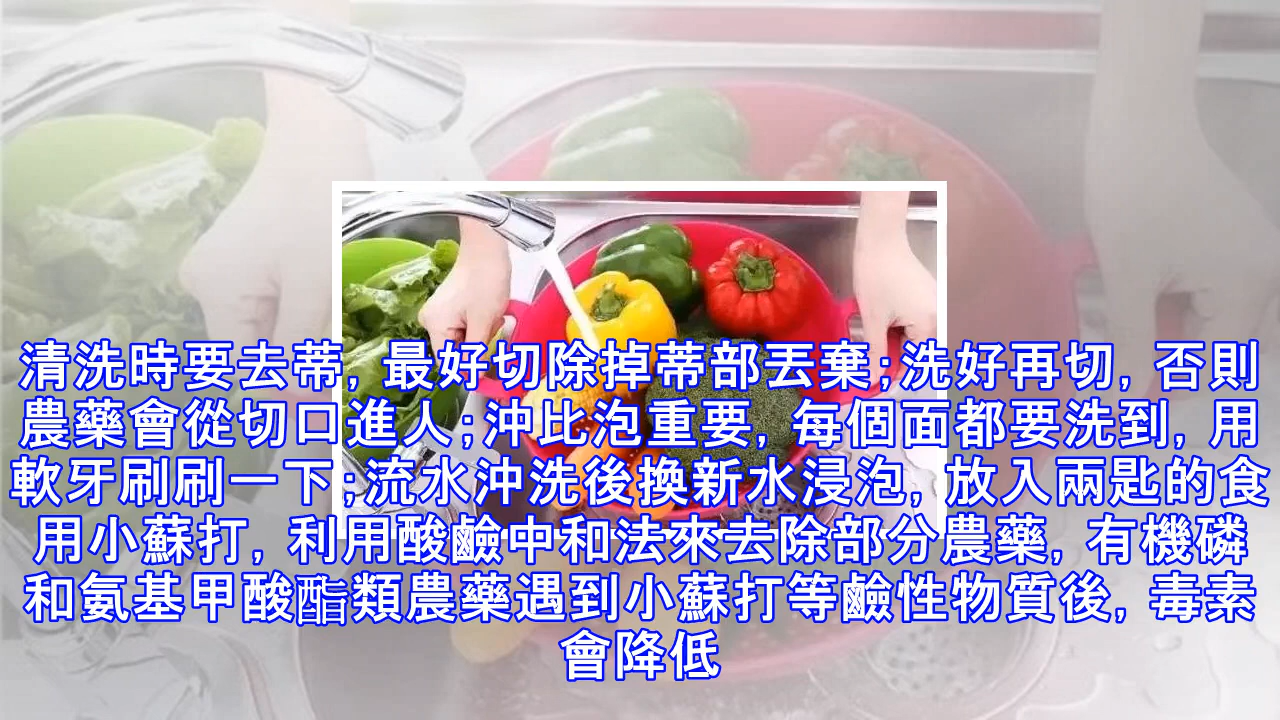 清洗時要去蒂, 最好切除掉蒂部丟棄;洗好再切, 否則
農藥會從切口進人;沖比泡重要, 每個面都要洗到, 用
軟牙刷刷一下;流水沖洗後換新水浸泡, 放入兩匙的食
用小蘇打, 利用酸鹼中和法來去除部分農藥, 有機磷
和氨基甲酸酯類農藥遇到小蘇打等鹼性物質後, 毒素
會降低